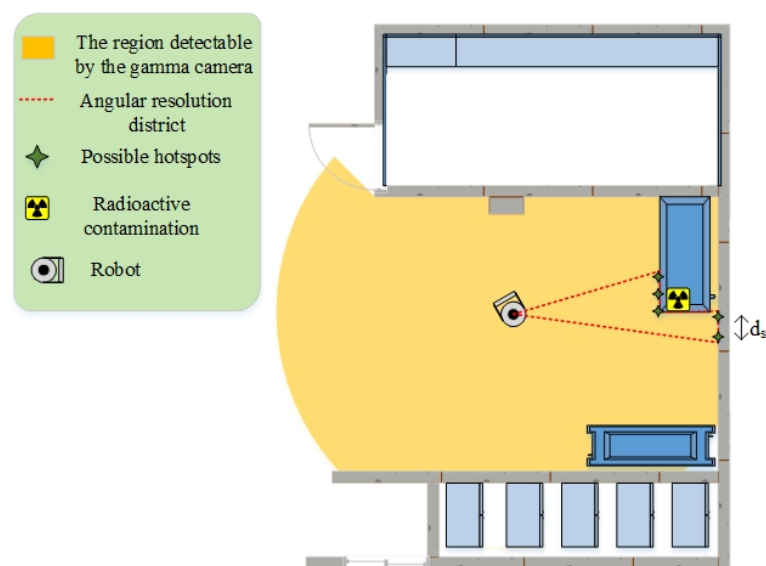 The region detectable
by the gamma camera
Angular resolution
district
Possible hotspots
Radioactive
contamination
Robot
ds